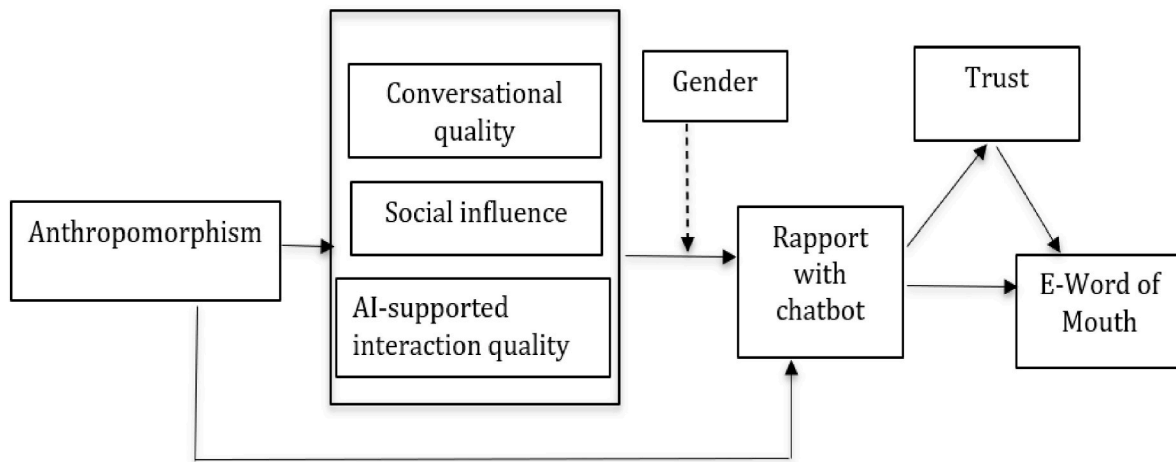 Anthropomorphism
Conversational
quality
Social influence
AI-supported
interaction quality
Gender
Rapport
with
chatbot
Trust
E-Word of
Mouth